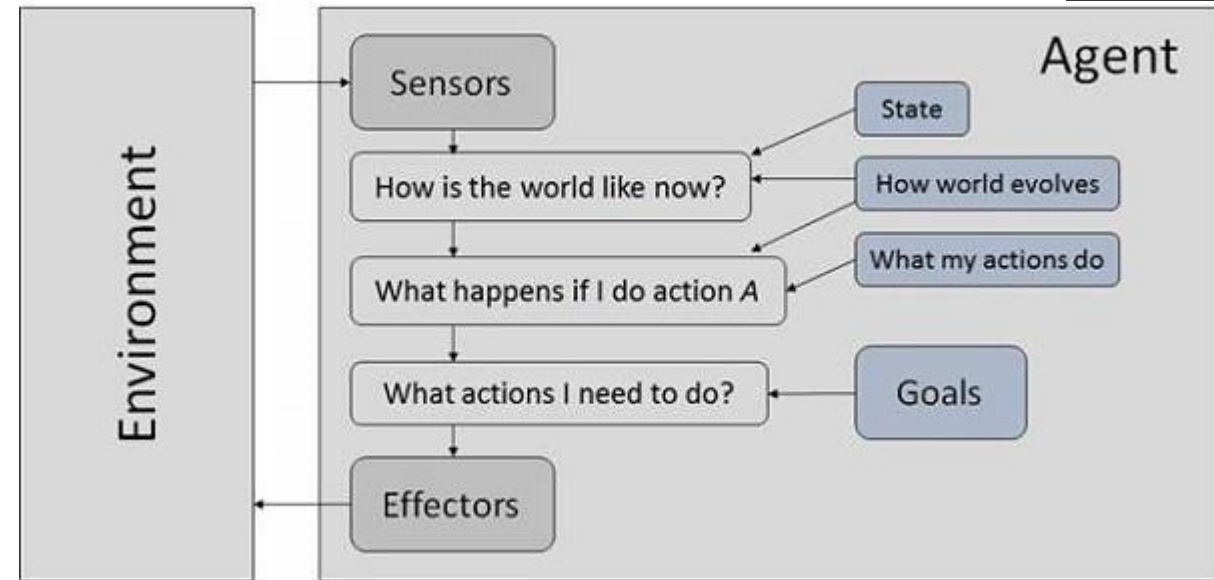 Agent
Environment
Sensors
State
How is the world like now?
How world evolves
What my actions do
What happens if I do action A
What actions I need to do?
Goals
Effectors